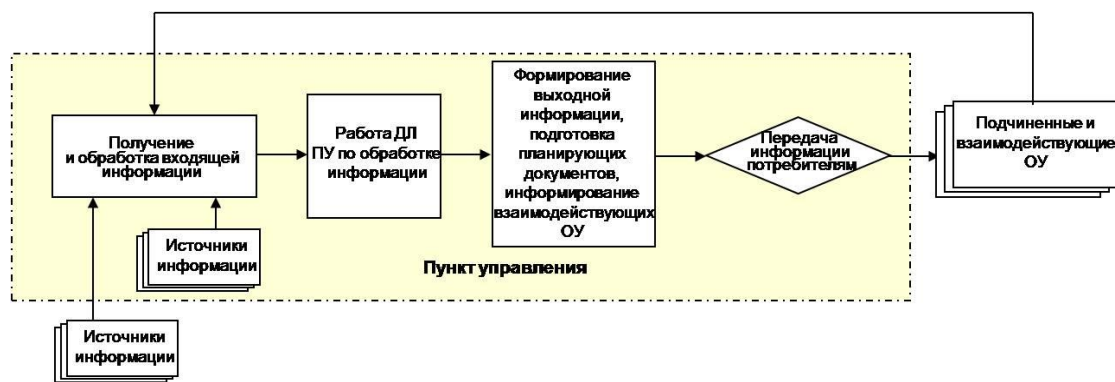 Получение
и обработка входящей
информации
Работа ДЛ
ПУ по обработке
информации
Формирование
выходной
информации,
подготовка
планирующих
документов,
информирование
взаимодействующих
ОУ
Передача
информации
потребителям
Подчиненные и
взаимодействующие
ОУ
Источники
информации
Пункт управления
Источники
информации